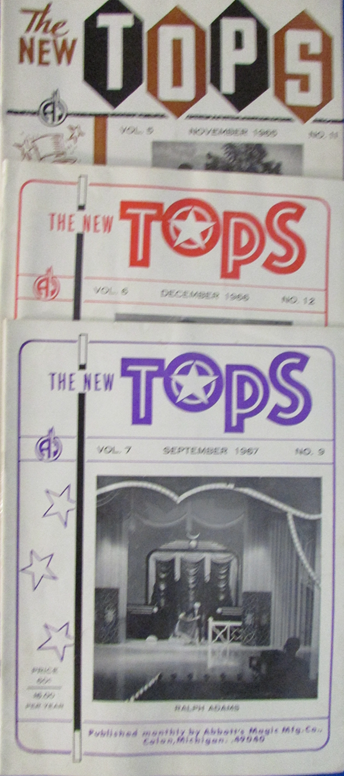 The
NEW
TOPS
VOL. 5 NOVEMBER 1965 NO. 11
THE NEW TOPS
VOL. 6 DECEMBER 1966 NO. 12
THE NEW TOPS
VOL. 7 SEPTEMBER 1967 NO. 9
PRICE
60¢
$6.50
PER YEAR
RALPH ADAMS
Published monthly by Abbott's Magic Mfg. Co.,
Colon, Michigan. 49040